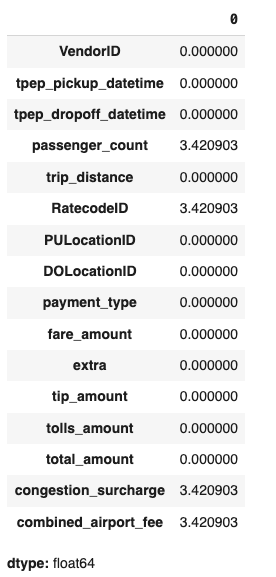 0
VendorID 0.000000
tpep_pickup_datetime 0.000000
tpep_dropoff_datetime 0.000000
passenger_count 3.420903
trip_distance 0.000000
RatecodeID 3.420903
PULocationID 0.000000
DOLocationID 0.000000
payment_type 0.000000
fare_amount 0.000000
extra 0.000000
tip_amount 0.000000
tolls_amount 0.000000
total_amount 0.000000
congestion_surcharge 3.420903
combined_airport_fee 3.420903
dtype: float64